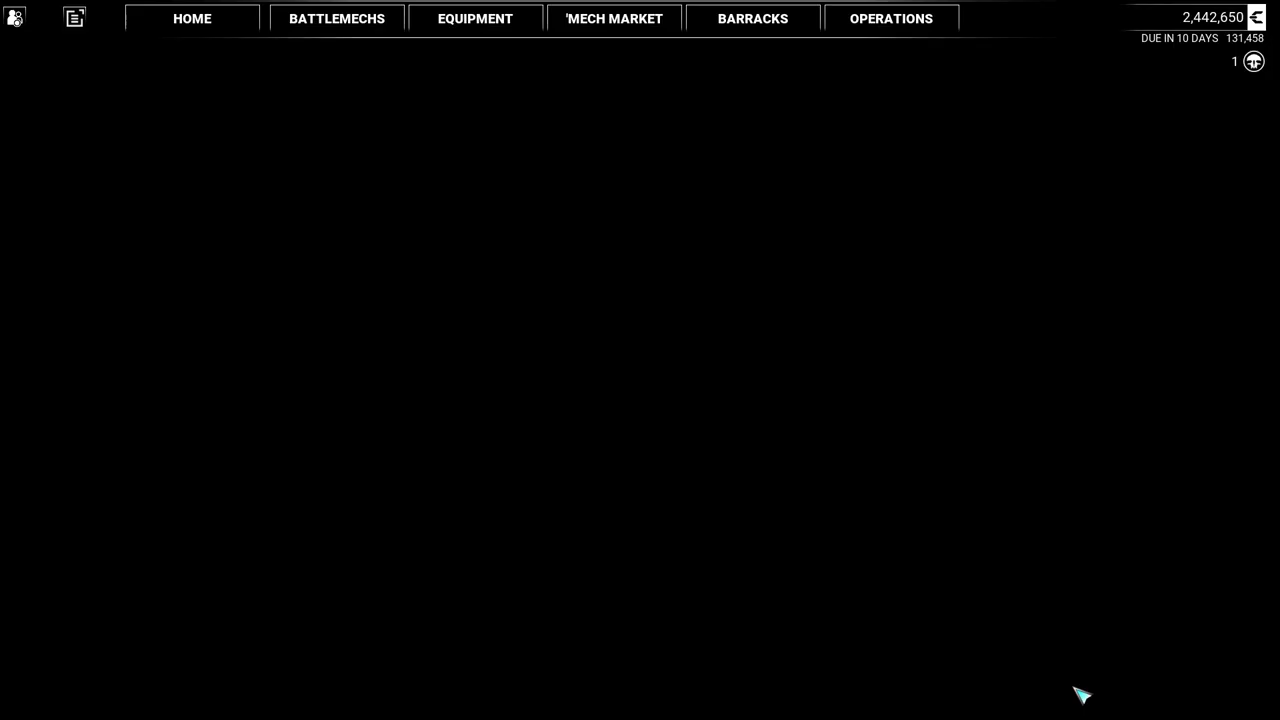 HOME
BATTLEMECHS
EQUIPMENT
'MECH MARKET
BARRACKS
OPERATIONS
2,442,650
DUE IN 10 DAYS 131,458
1